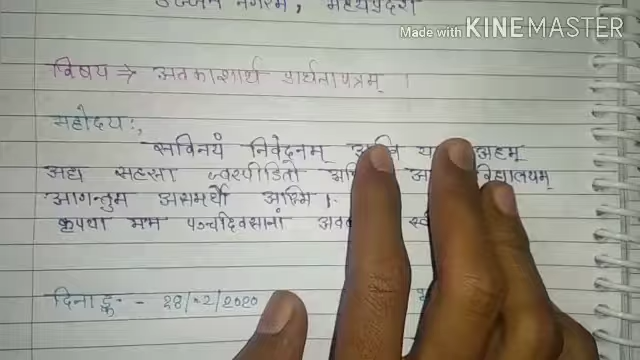 उज्जैन नगरम्, मध्यप्रदेश
Made with KINEMASTER
विषय ⇒ अवकाशार्थ प्रार्थनापत्रम् ।
महोदयः,
सविनयं निवेदनम् अहम्
अद्य सहसा ज्वरपीडितो विद्यालयम्
आगन्तुम असमर्थो अस्मि ।
कृपया मम पञ्चदिवसानां
दिनाङ्क - 28/02/2020